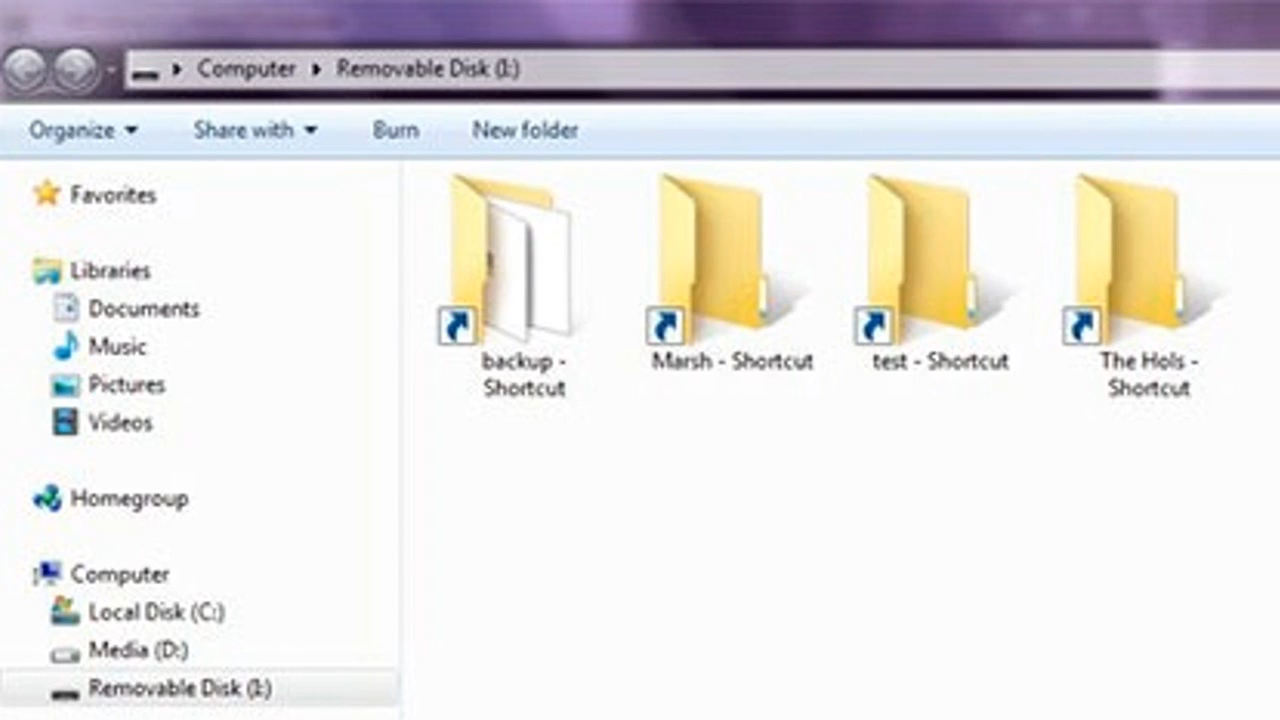 Computer Removable Disk (I:)
Organize Share with Burn New folder
Favorites
Libraries
Documents
Music
Pictures
Videos
Homegroup
Computer
Local Disk (C:)
Media (D:)
Removable Disk (I:)
backup -
Shortcut
Marsh - Shortcut
test - Shortcut
The Hols -
Shortcut